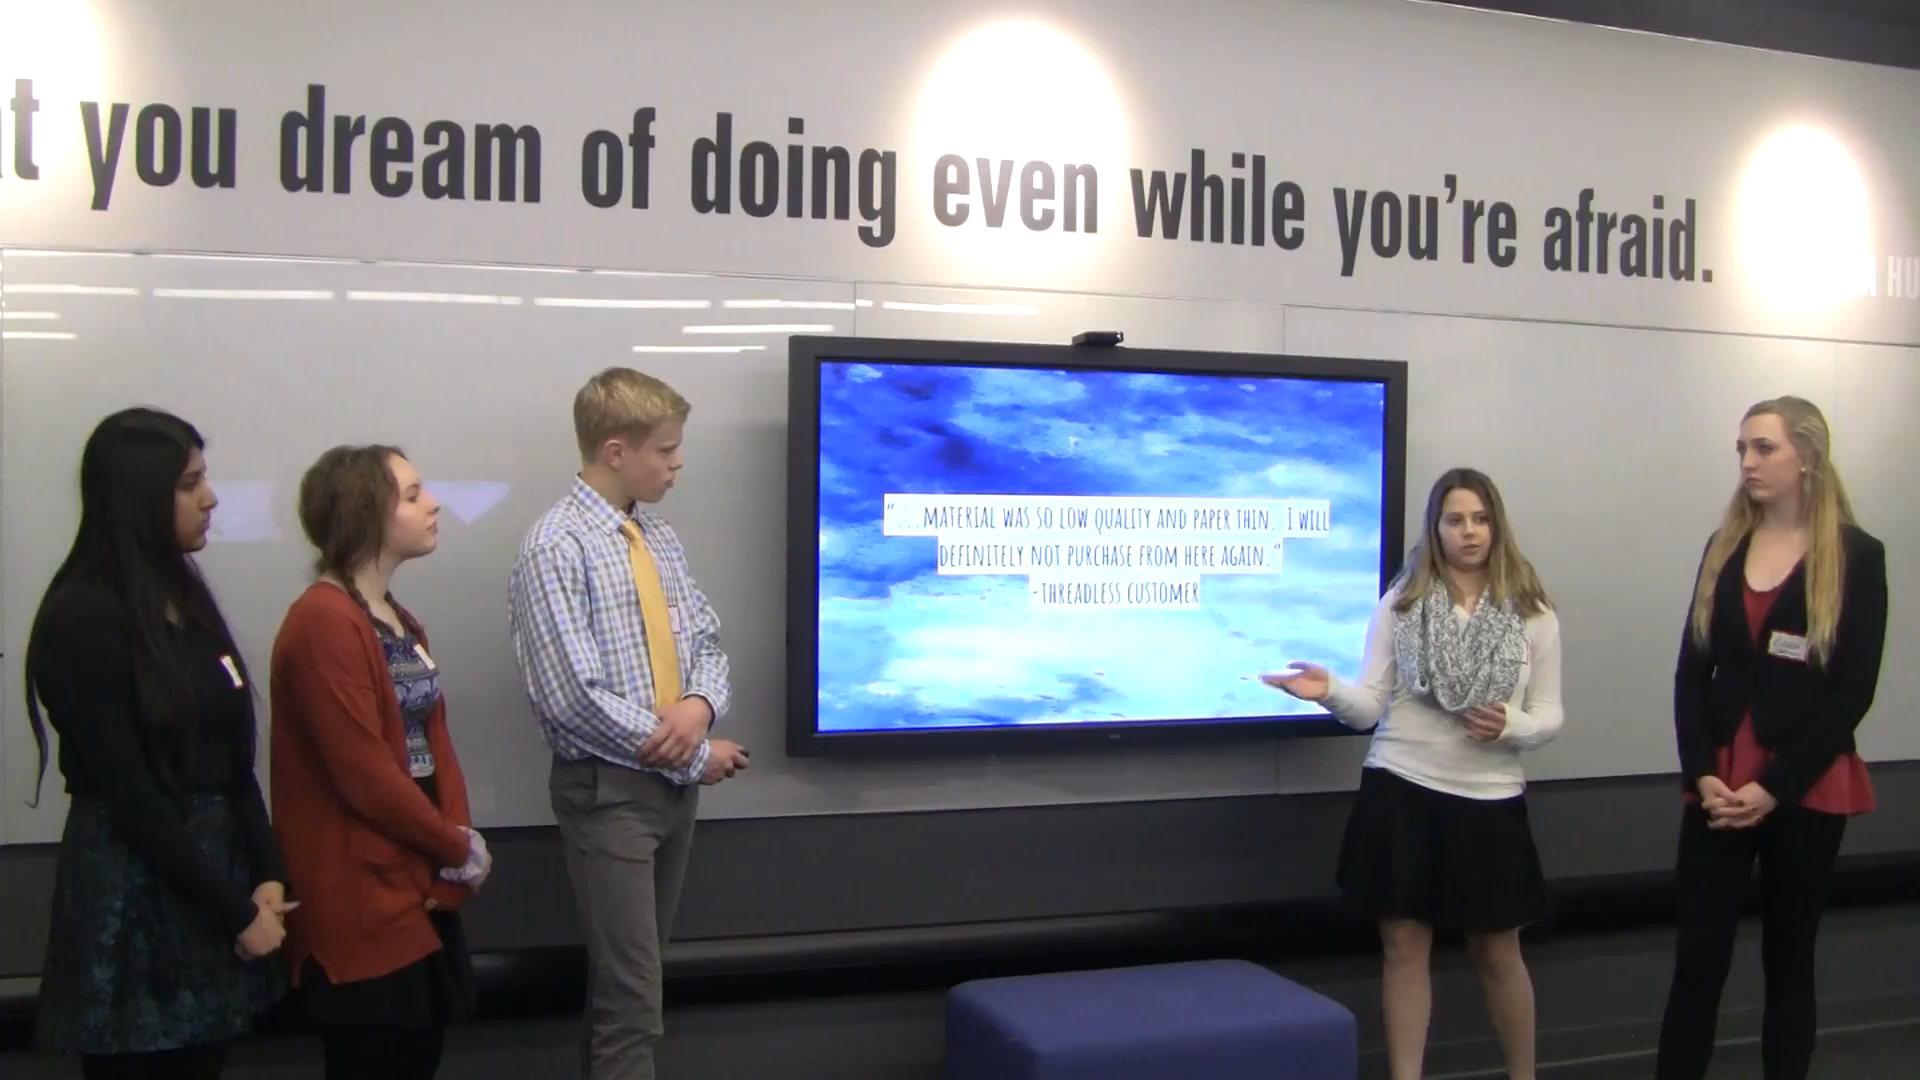 you dream of doing even while you're afraid.
HU
"...MATERIAL WAS SO LOW QUALITY AND PAPER THIN. I WILL
DEFINITELY NOT PURCHASE FROM HERE AGAIN."
-THREADLESS CUSTOMER